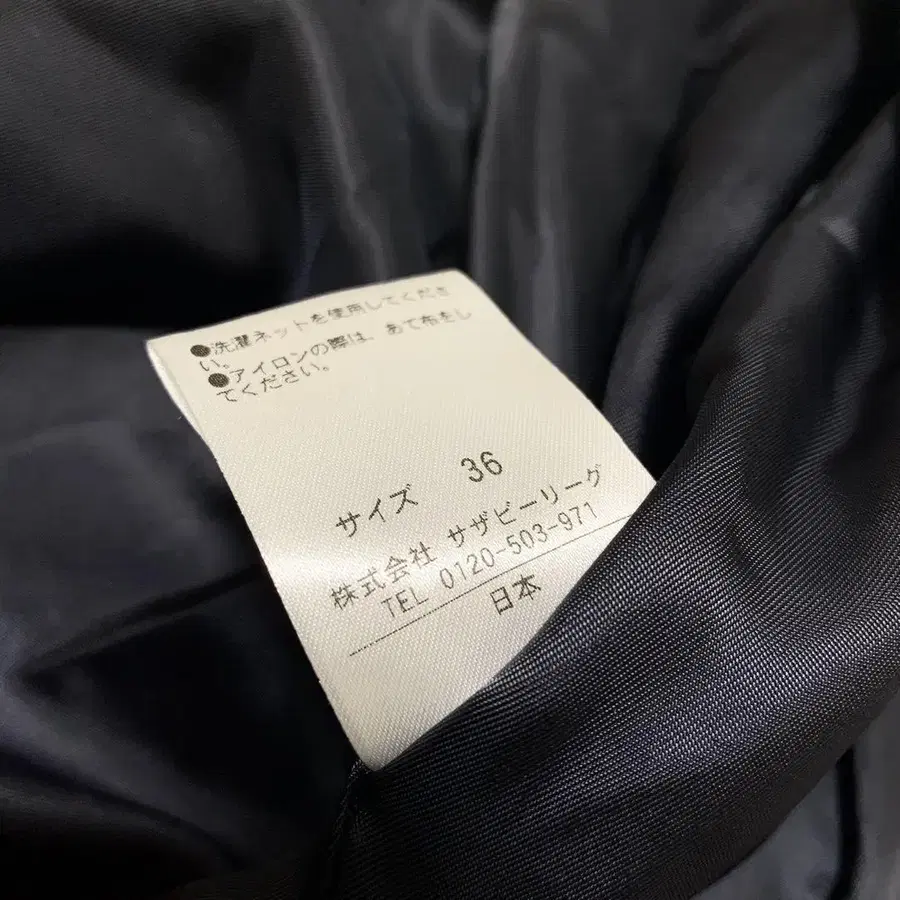 ●洗濯ネットを使用してくださ
い。
●アイロンの際は、あて布をし
てください。
サイズ 36
株式会社 サザビーリーグ
TEL 0120-503-971
日本